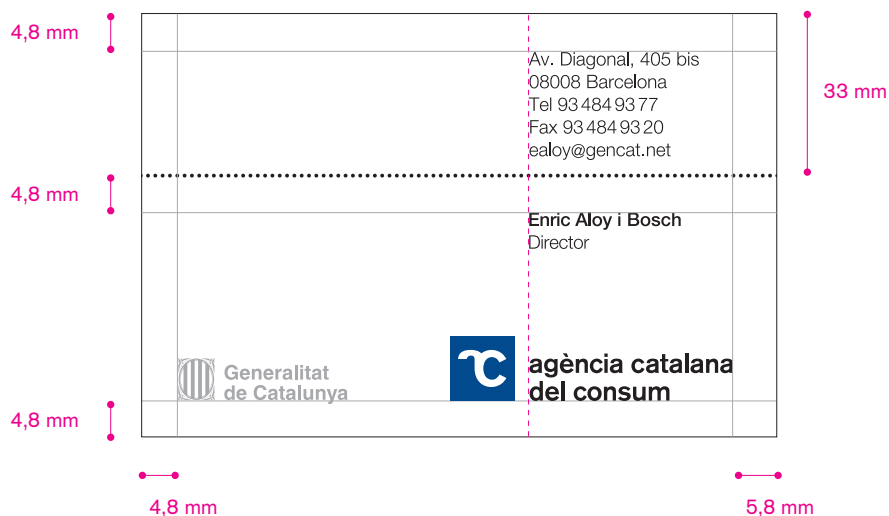 4,8 mm
Av. Diagonal, 405 bis
08008 Barcelona
Tel 93 484 93 77
Fax 93 484 93 20
ealoy@gencat.net
33 mm
4,8 mm
Enric Aloy i Bosch
Director
Generalitat
de Catalunya
agència catalana
del consum
4,8 mm
4,8 mm
5,8 mm